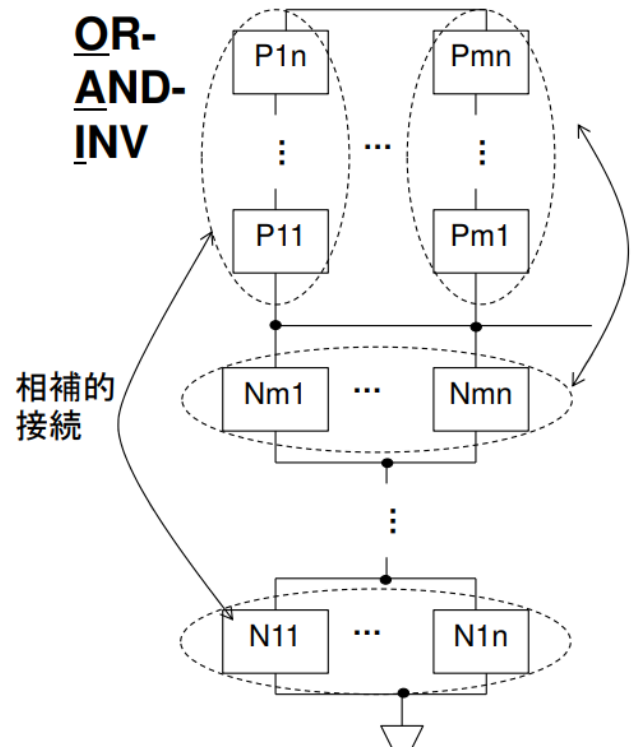 OR-
AND-
INV
P1n
Pmn
⋮
...
⋮
P11
Pm1
相補的
接続
Nm1
...
Nmn
⋮
N11
...
N1n